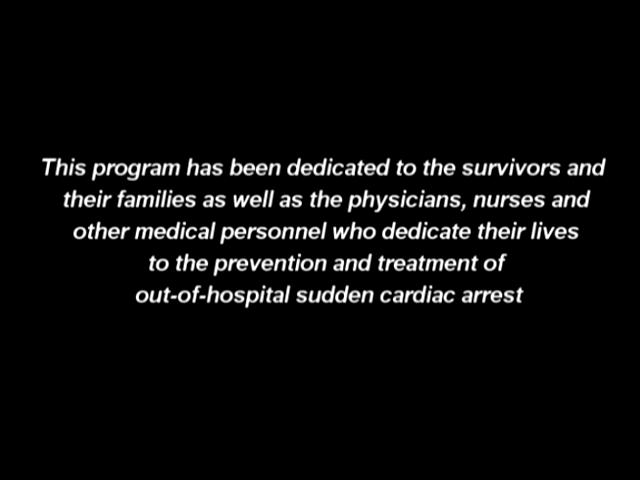 This program has been dedicated to the survivors and
their families as well as the physicians, nurses and
other medical personnel who dedicate their lives
to the prevention and treatment of
out-of-hospital sudden cardiac arrest